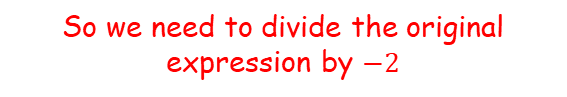 So we need to divide the original
expression by −2